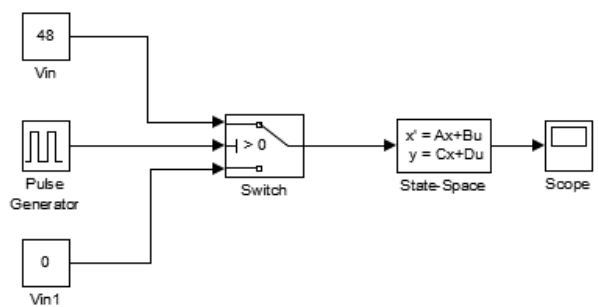 48
Vin
Pulse
Generator
0
Vin1
> 0
Switch
x' = Ax+Bu
y = Cx+Du
State-Space
Scope